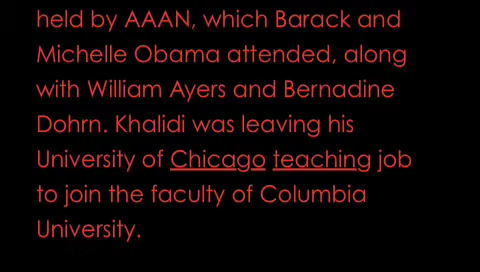 held by AAAN, which Barack and
Michelle Obama attended, along
with William Ayers and Bernadine
Dohrn. Khalidi was leaving his
University of Chicago teaching job
to join the faculty of Columbia
University.